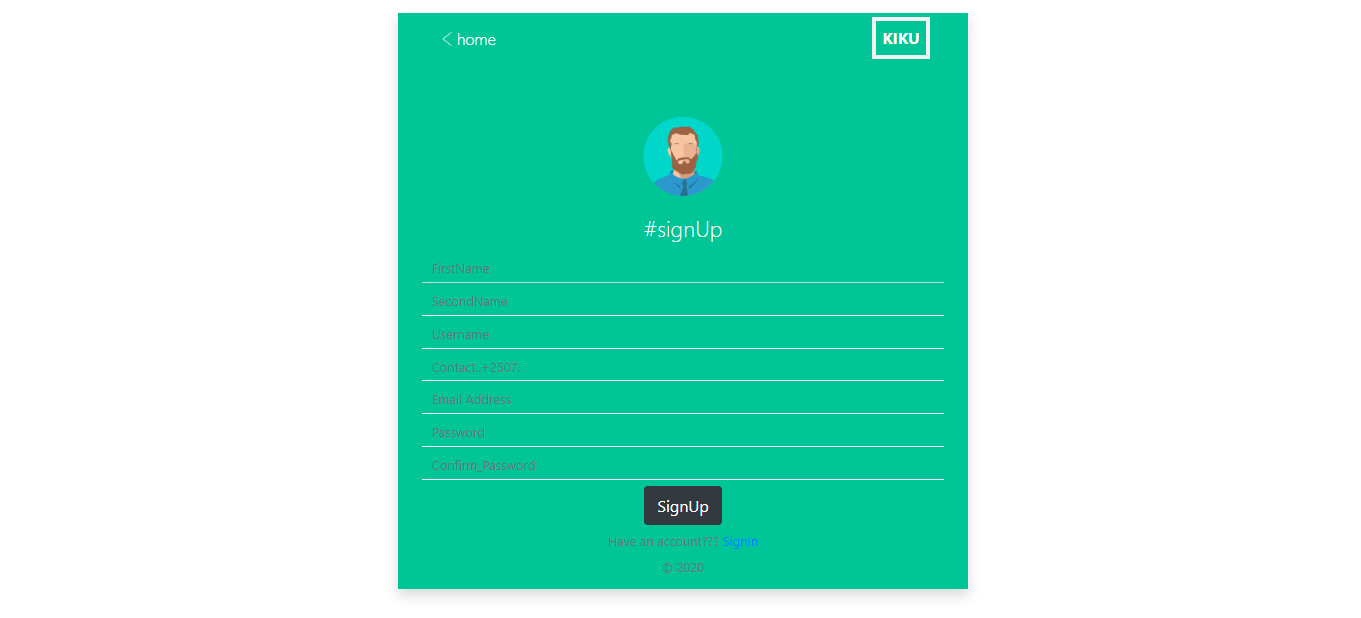 home
KIKU
#signUp
FirstName.
SecondName
Username
Contact..+2507..
Email Address.
Password
Confirm_Password
SignUp
Have an account??? SignIn
© 2020